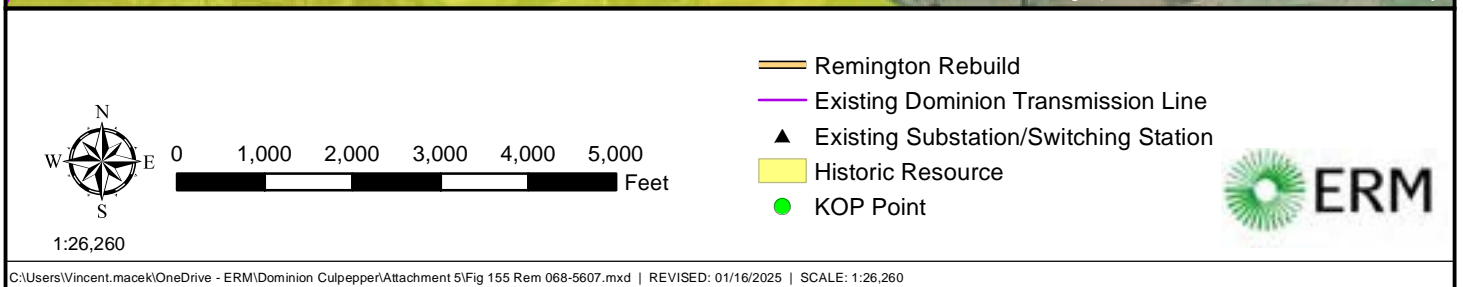 Remington Rebuild
Existing Dominion Transmission Line
Existing Substation/Switching Station
Historic Resource
KOP Point
N
W E
S
0 1,000 2,000 3,000 4,000 5,000
Feet
1:26,260
ERM
C:\Users\Vincent.macek\OneDrive - ERM\Dominion Culpepper\Attachment 5\Fig 155 Rem 068-5607.mxd | REVISED: 01/16/2025 | SCALE: 1:26,260